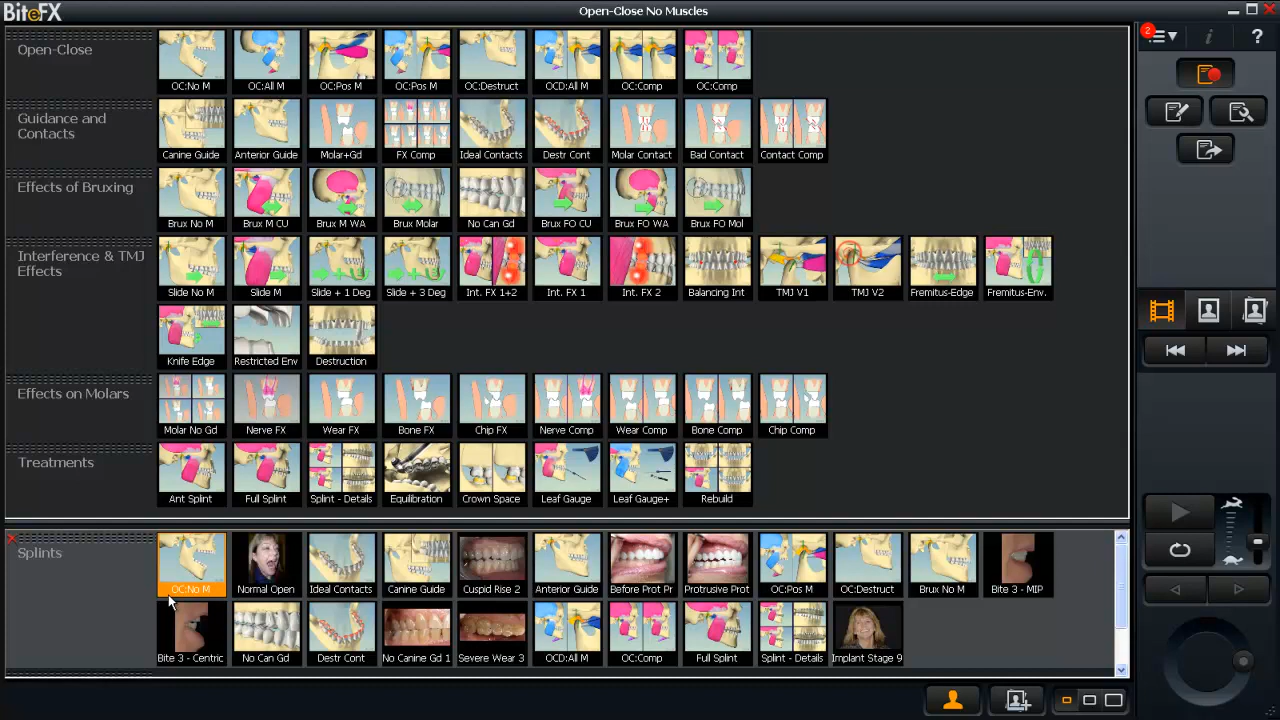 BiteFX
Open-Close No Muscles
2
?
Open-Close
OC:No M
OC:All M
OC:Pos M
OC:Pos M
OC:Destruct
OCD:All M
OC:Comp
OC:Comp
Guidance and
Contacts
Canine Guide
Anterior Guide
Molar+Gd
FX Comp
Ideal Contacts
Destr Cont
Molar Contact
Bad Contact
Contact Comp
Effects of Bruxing
Brux No M
Brux M CU
Brux M WA
Brux Molar
No Can Gd
Brux FO CU
Brux FO WA
Brux FO Mol
Interference & TMJ
Effects
Slide No M
Slide M
Slide + 1 Deg
Slide + 3 Deg
Int. FX 1+2
Int. FX 1
Int. FX 2
Balancing Int
TMJ V1
TMJ V2
Fremitus-Edge
Fremitus-Env.
Knife Edge
Restricted Env
Destruction
Effects on Molars
Molar No Gd
Nerve FX
Wear FX
Bone FX
Chip FX
Nerve Comp
Wear Comp
Bone Comp
Chip Comp
Treatments
Ant Splint
Full Splint
Splint - Details
Equilibration
Crown Space
Leaf Gauge
Leaf Gauge+
Rebuild
Splints
OC:No M
Normal Open
Ideal Contacts
Canine Guide
Cuspid Rise 2
Anterior Guide
Before Prot Pr
Protrusive Prot
OC:Pos M
OC:Destruct
Brux No M
Bite 3 - MIP
Bite 3 - Centric
No Can Gd
Destr Cont
No Canine Gd 1
Severe Wear 3
OCD:All M
OC:Comp
Full Splint
Splint - Details
Implant Stage 9